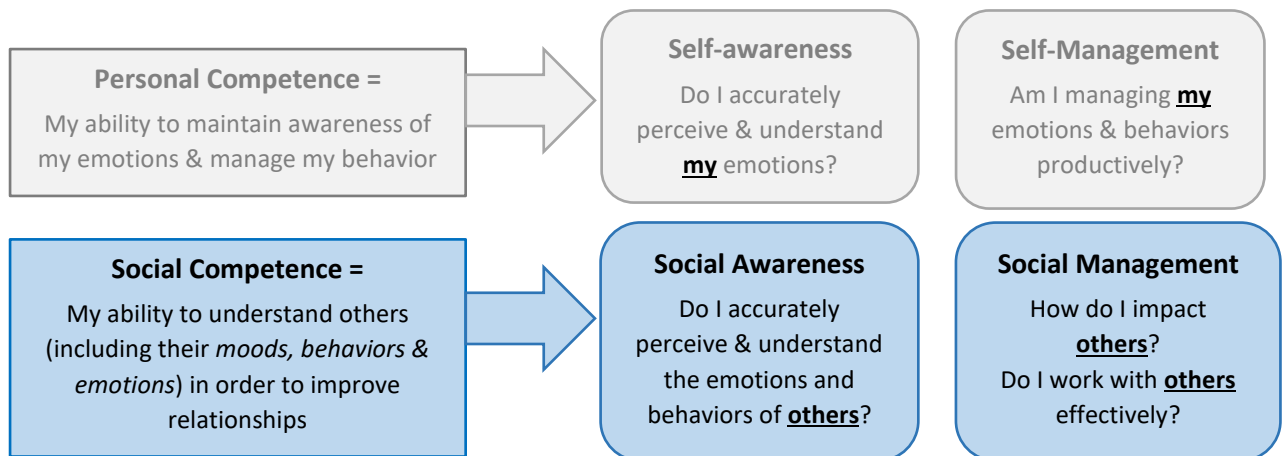 Personal Competence =
My ability to maintain awareness of
my emotions & manage my behavior
Self-awareness
Do I accurately
perceive & understand
my emotions?
Self-Management
Am I managing my
emotions & behaviors
productively?
Social Competence =
My ability to understand others
(including their moods, behaviors &
emotions) in order to improve
relationships
Social Awareness
Do I accurately
perceive & understand
the emotions and
behaviors of others?
Social Management
How do I impact
others?
Do I work with others
effectively?